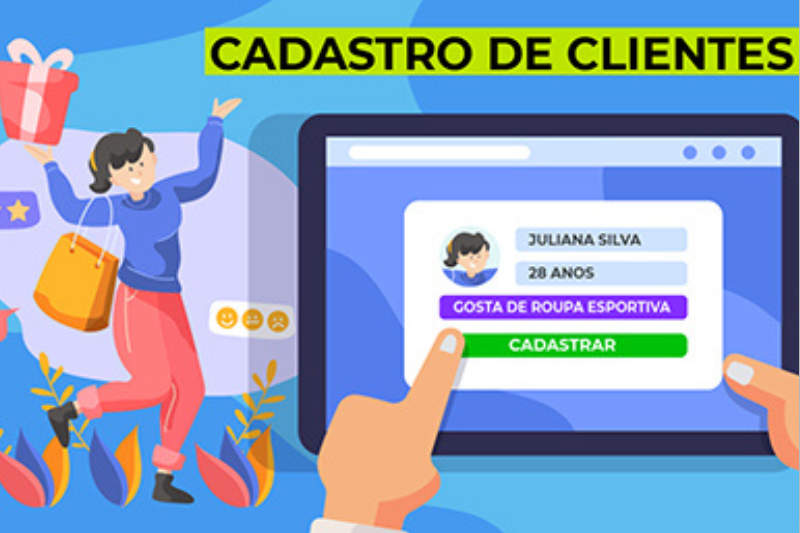 CADASTRO DE CLIENTES
JULIANA SILVA
28 ANOS
GOSTA DE ROUPA ESPORTIVA
CADASTRAR